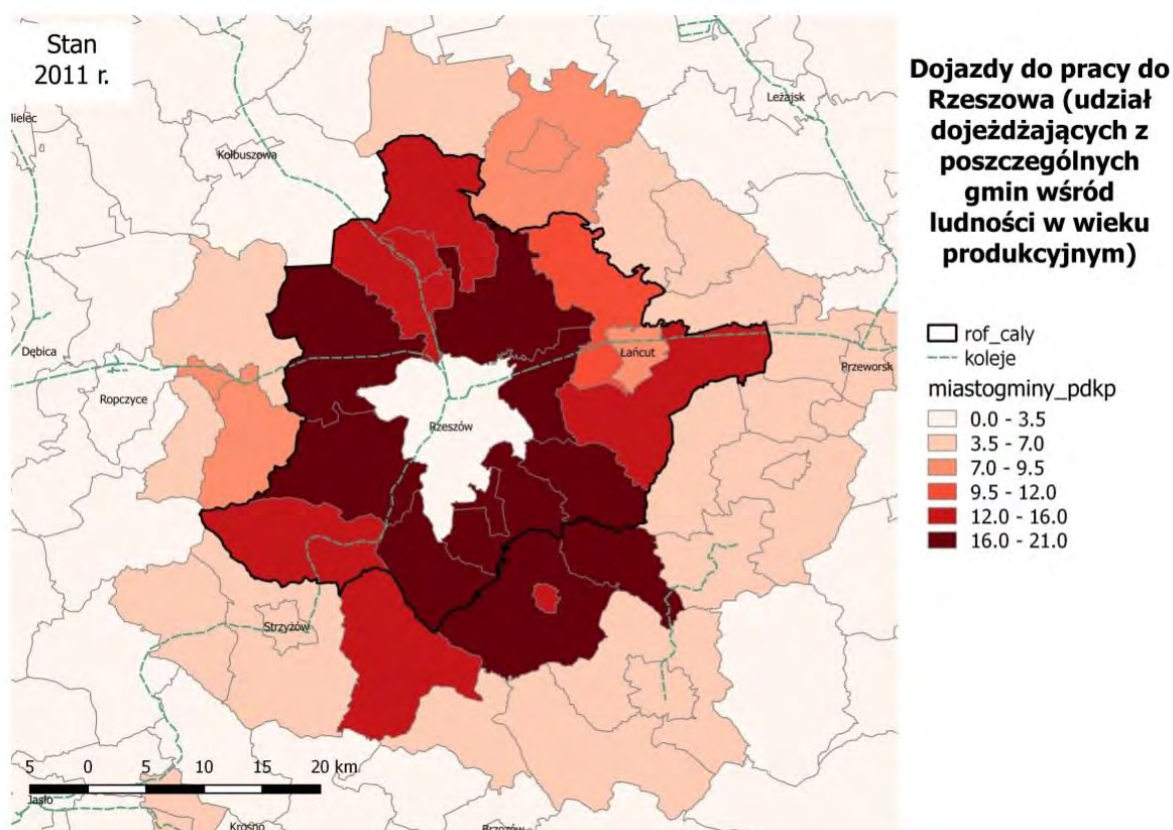 Stan
2011 r.
Dojazdy do pracy do
Rzeszowa (udział
dojeżdżających z
poszczególnych
gmin wśród
ludności w wieku
produkcyjnym)
rof_caly
koleje
miastogminy_pdkp
0.0 - 3.5
3.5 - 7.0
7.0 - 9.5
9.5 - 12.0
12.0 - 16.0
16.0 - 21.0
Leżajsk
Kolbuszowa
Dębica
Łańcut
Przeworsk
Ropczyce
Rzeszów
Strzyżów
5 0 5 10 15 20 km
Jasło
Krosno
Brzozów